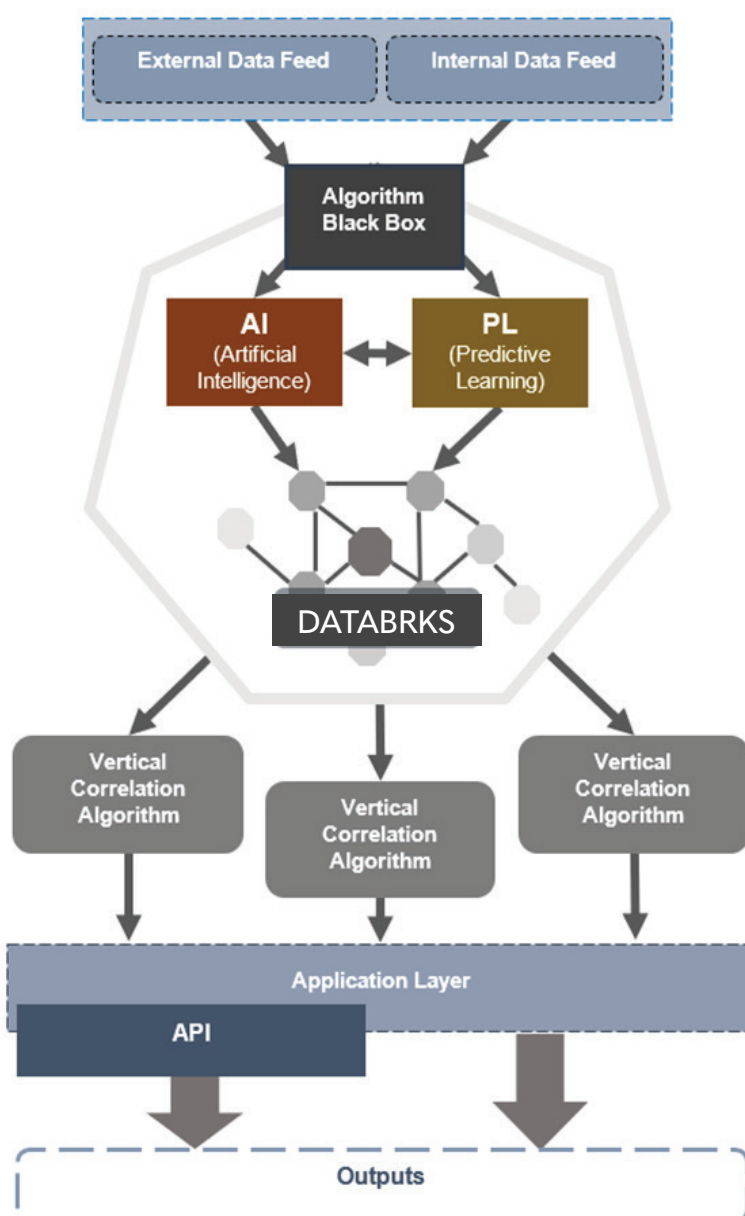 External Data Feed
Internal Data Feed
Algorithm
Black Box
AI
(Artificial
Intelligence)
PL
(Predictive
Learning)
DATABRKS
Vertical
Correlation
Algorithm
Vertical
Correlation
Algorithm
Vertical
Correlation
Algorithm
Application Layer
API
Outputs